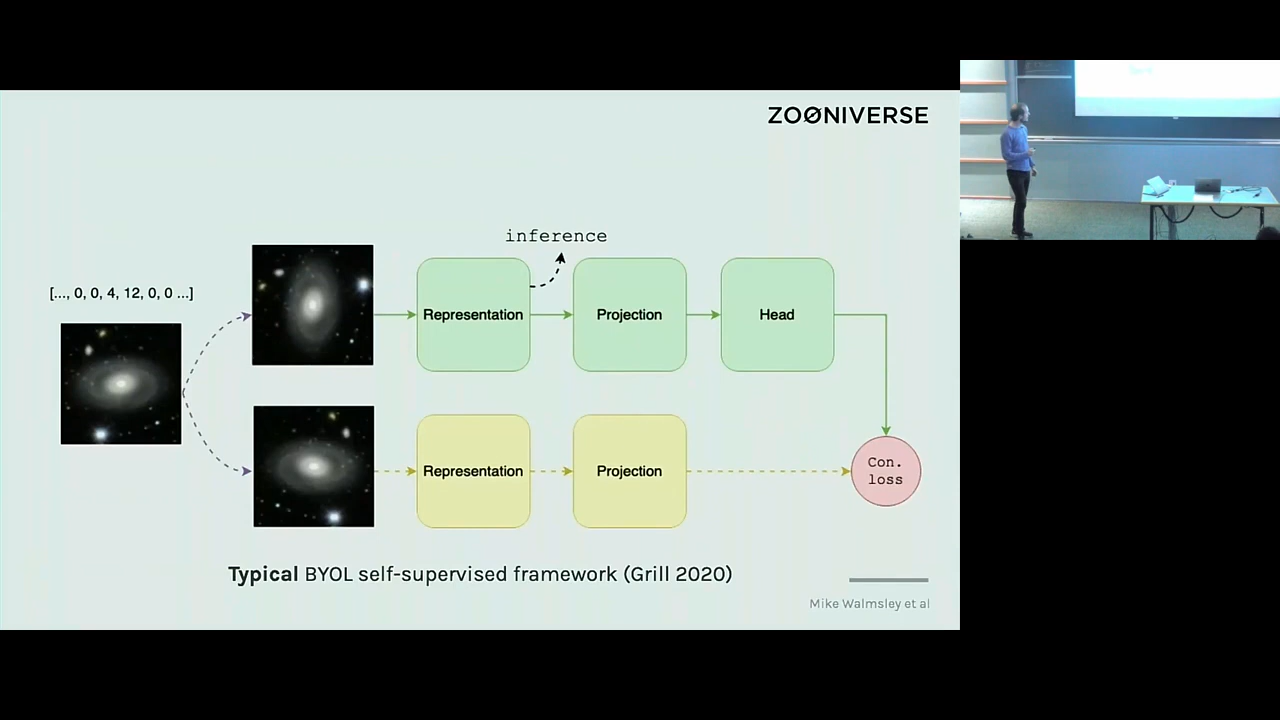 ZOØNIVERSE
inference
[..., 0, 0, 4, 12, 0, 0 ...]
Representation
Projection
Head
Representation
Projection
Con.
loss
Typical BYOL self-supervised framework (Grill 2020)
Mike Walmsley et al